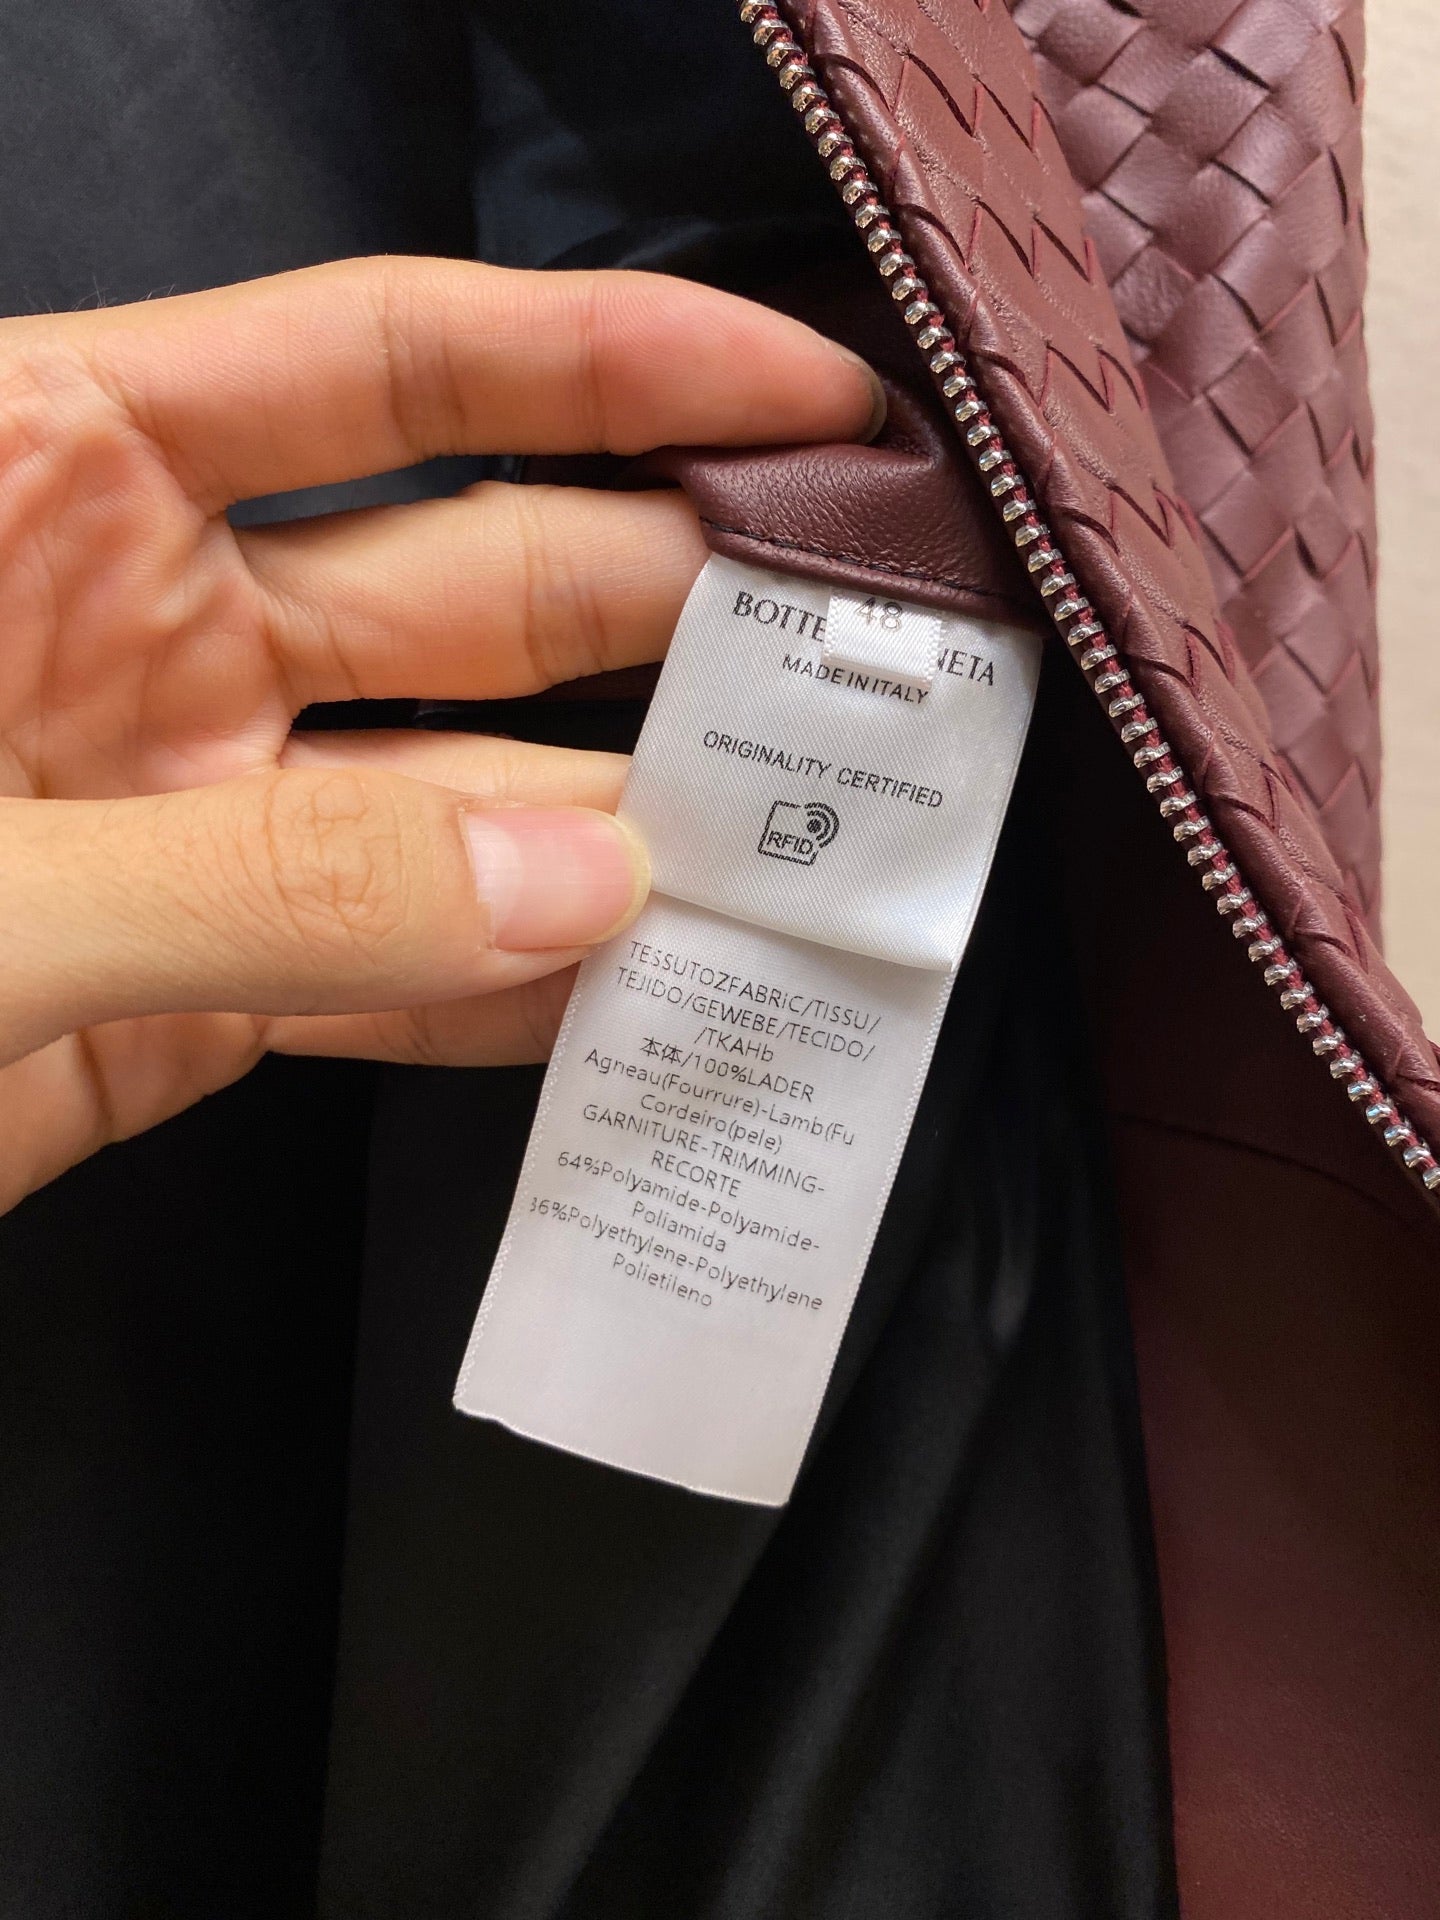 48
BOTTE NETA
MADE IN ITALY
ORIGINALITY CERTIFIED
RFID
TESSUTOZFABRIC/TISSU/
TEJIDO/GEWEBE/TECIDO/
/TKAHb
本体/100%LADER
Agneau(Fourrure)-Lamb(Fu
Cordeiro(pele)
GARNITURE-TRIMMING-
RECORTE
64%Polyamide-Polyamide-
Poliamida
36%Polyethylene-Polyethylene
Polietileno